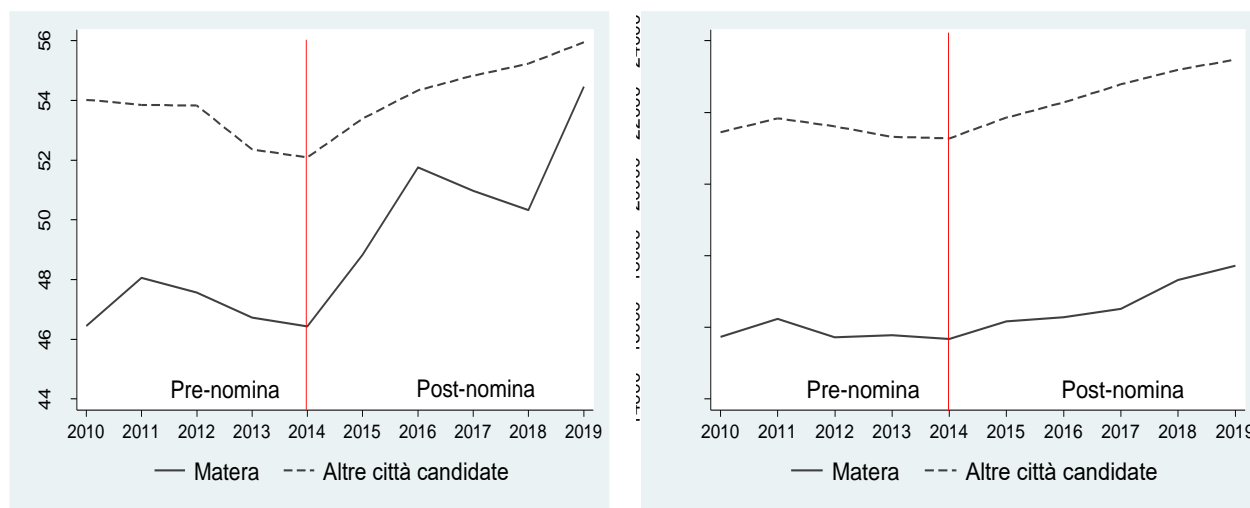 56
54
52
50
48
46
44
Pre-nomina
Post-nomina
2010 2011 2012 2013 2014 2015 2016 2017 2018 2019
Matera Altre città candidate
Pre-nomina
Post-nomina
2010 2011 2012 2013 2014 2015 2016 2017 2018 2019
Matera Altre città candidate